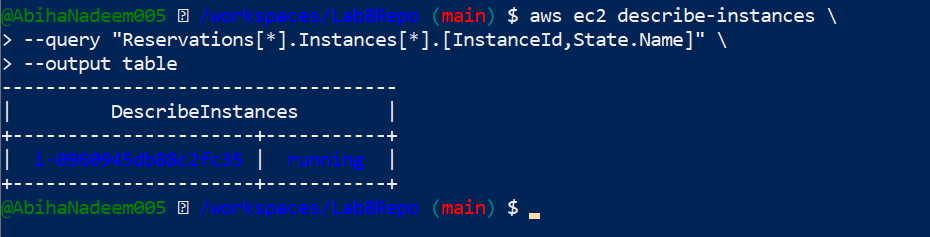 @AbihaNadeem005 /workspaces/Lab8Repo (main) $ aws ec2 describe-instances \
> --query "Reservations[*].Instances[*].[InstanceId,State.Name]" \
> --output table
-------------------------------------
|         DescribeInstances         |
+----------------------+------------+
|  i-0960945db88c2fc35 |  running  |
+----------------------+------------+
@AbihaNadeem005 /workspaces/Lab8Repo (main) $